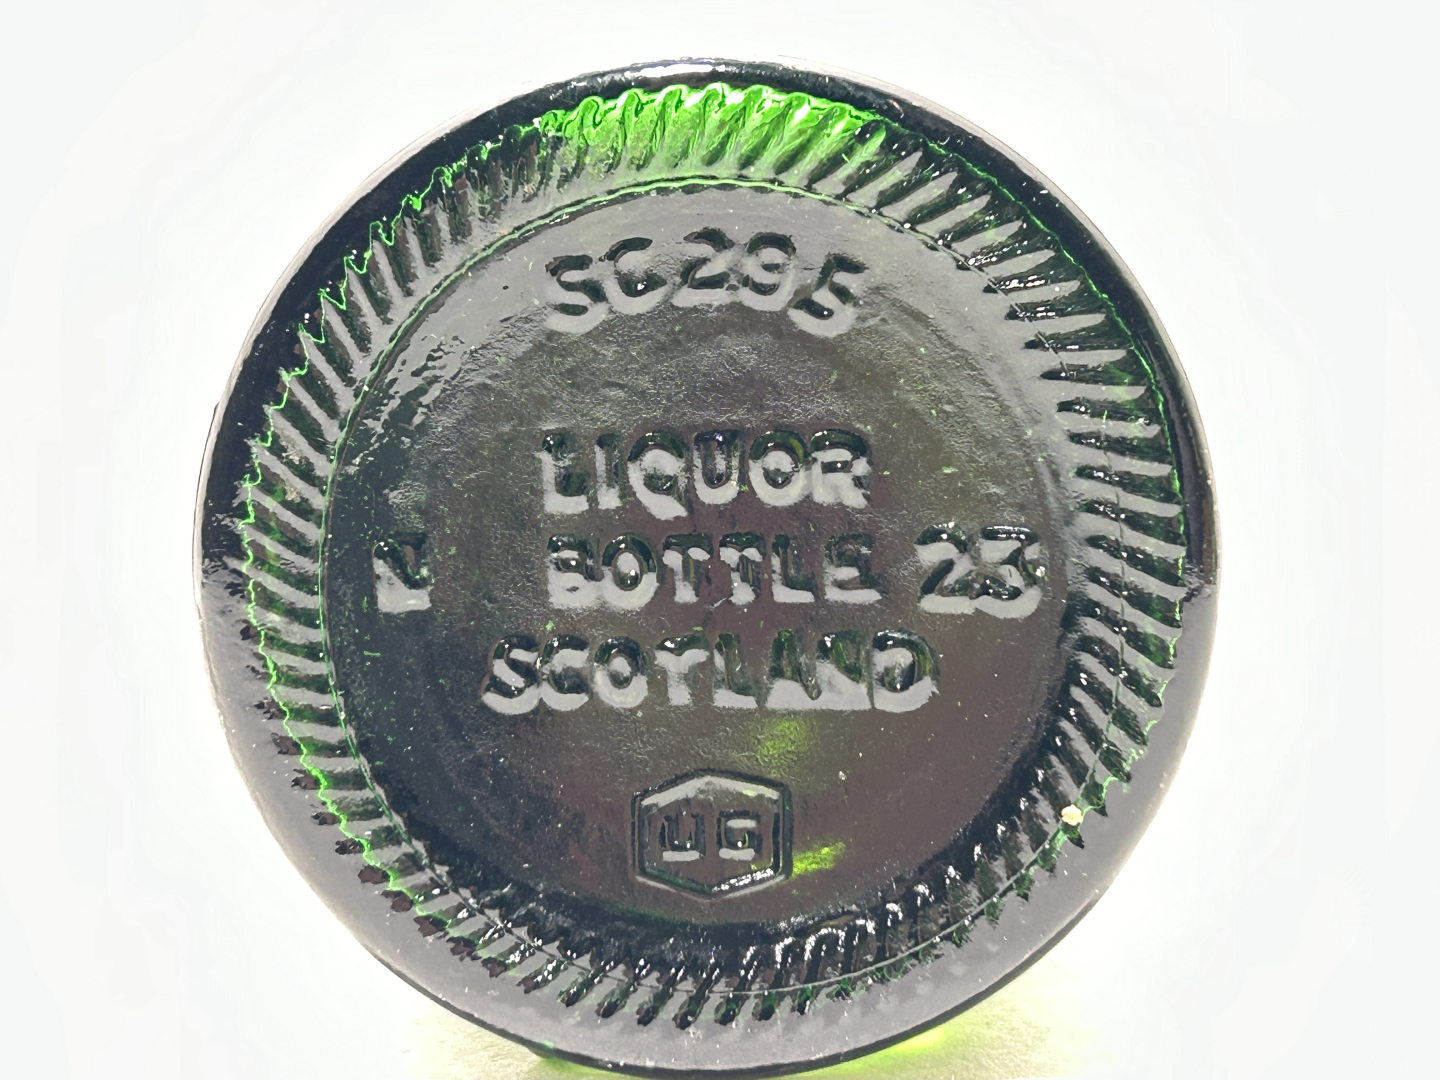 SC295
LIQUOR
N BOTTLE 23
SCOTLAND
UG